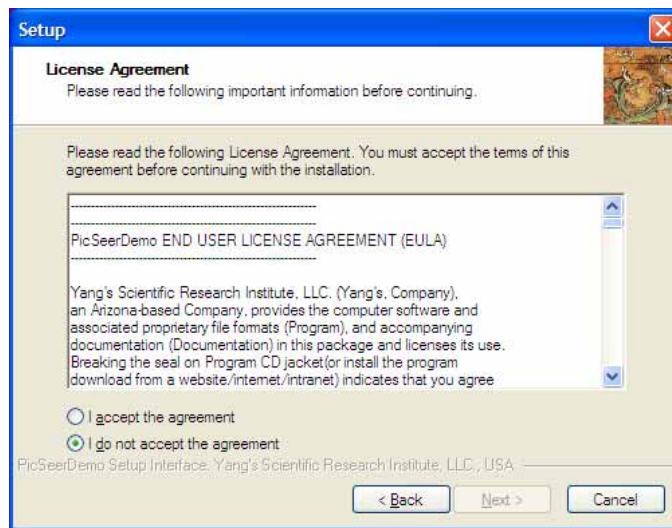 Setup
License Agreement
Please read the following important information before continuing.
Please read the following License Agreement. You must accept the terms of this
agreement before continuing with the installation.
------------------------------------------------------------
------------------------------------------------------------
PicSeerDemo END USER LICENSE AGREEMENT (EULA)
------------------------------------------------------------
Yang's Scientific Research Institute, LLC. (Yang's, Company),
an Arizona-based Company, provides the computer software and
associated proprietary file formats (Program), and accompanying
documentation (Documentation) in this package and licenses its use.
Breaking the seal on Program CD jacket(or install the program
download from a website/internet/intranet) indicates that you agree
I accept the agreement
I do not accept the agreement
PicSeerDemo Setup Interface. Yang's Scientific Research Institute, LLC., USA
< Back Next > Cancel